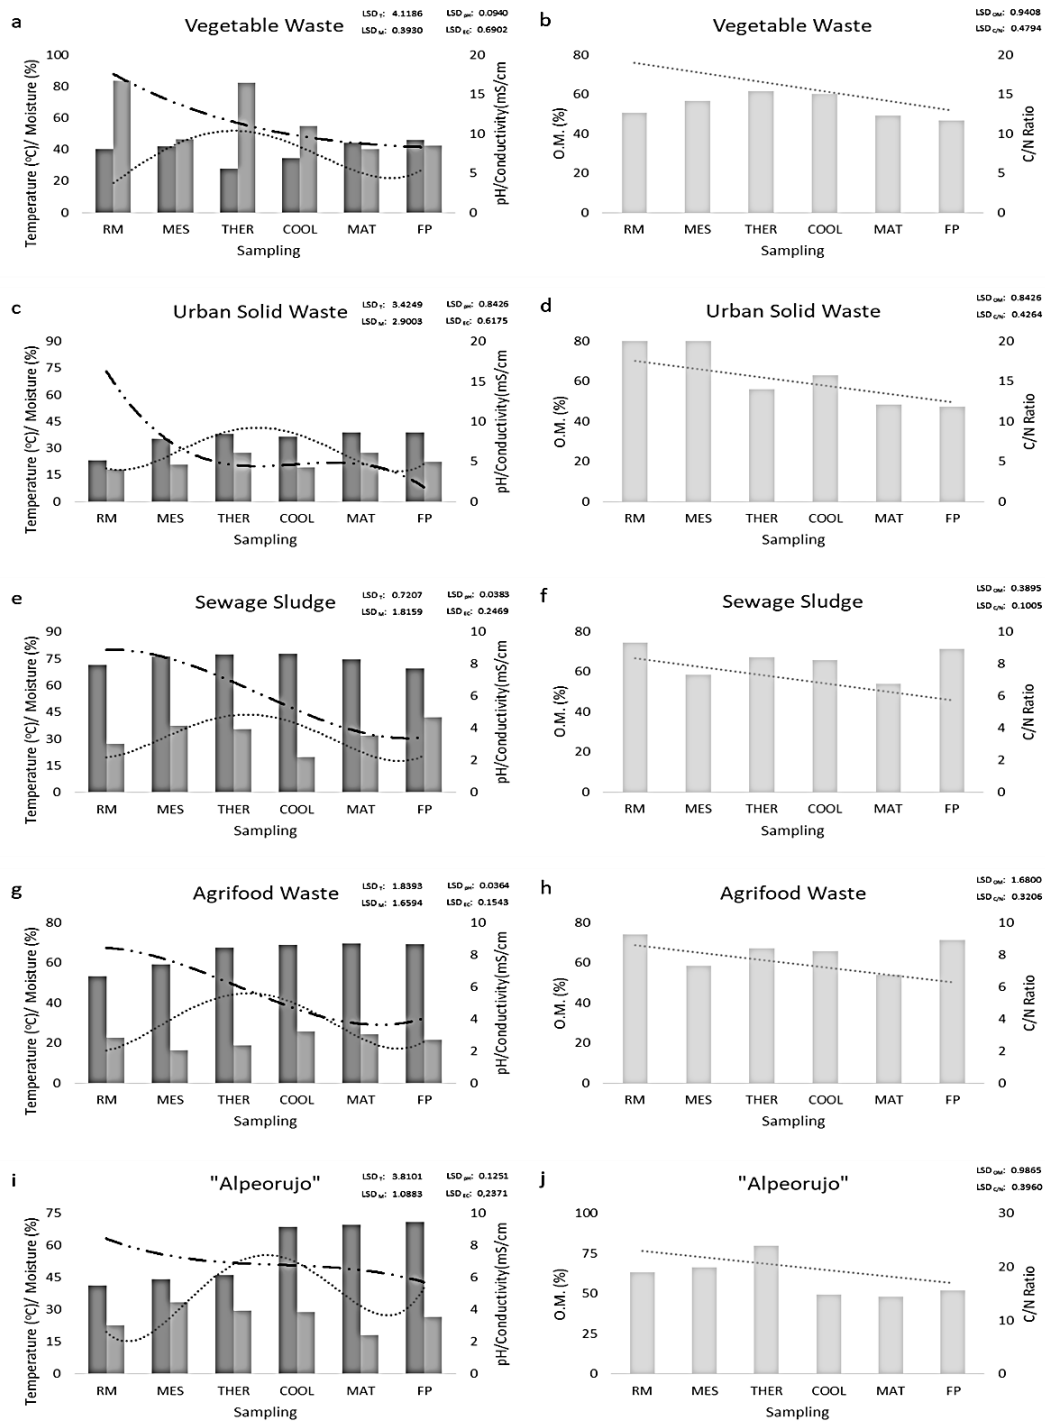 a
Vegetable Waste
LSD T: 4.1186 LSD pH: 0.0940
LSD M: 0.3930 LSD EC: 0.6902
Temperature (ºC)/ Moisture (%)
100
80
60
40
20
0
pH/Conductivity(mS/cm
20
15
10
5
0
RM MES THER COOL MAT FP
Sampling
b
Vegetable Waste
LSD OM: 0.9408
LSD C/N: 0.4794
O.M. (%)
80
60
40
20
0
C/N Ratio
20
15
10
5
0
RM MES THER COOL MAT FP
Sampling
c
Urban Solid Waste
LSD T: 3.4249 LSD pH: 0.8426
LSD M: 2.9003 LSD EC: 0.6175
Temperature (ºC)/ Moisture (%)
90
75
60
45
30
15
0
pH/Conductivity(mS/cm
20
15
10
5
0
RM MES THER COOL MAT FP
Sampling
d
Urban Solid Waste
LSD OM: 0.8426
LSD C/N: 0.4264
O.M. (%)
80
60
40
20
0
C/N Ratio
20
15
10
5
0
RM MES THER COOL MAT FP
Sampling
e
Sewage Sludge
LSD T: 0.7207 LSD pH: 0.0383
LSD M: 1.8159 LSD EC: 0.2469
Temperature (ºC)/ Moisture (%)
90
75
60
45
30
15
0
pH/Conductivity(mS/cm
10
8
6
4
2
0
RM MES THER COOL MAT FP
Sampling
f
Sewage Sludge
LSD OM: 0.3895
LSD C/N: 0.1005
O.M. (%)
80
60
40
20
0
C/N Ratio
10
8
6
4
2
0
RM MES THER COOL MAT FP
Sampling
g
Agrifood Waste
LSD T: 1.8393 LSD pH: 0.0364
LSD M: 1.6594 LSD EC: 0.1543
Temperature (ºC)/ Moisture (%)
80
60
40
20
0
pH/Conductivity(mS/cm
10
8
6
4
2
0
RM MES THER COOL MAT FP
Sampling
h
Agrifood Waste
LSD OM: 1.6800
LSD C/N: 0.3206
O.M. (%)
80
60
40
20
0
C/N Ratio
10
8
6
4
2
0
RM MES THER COOL MAT FP
Sampling
i
"Alpeorujo"
LSD T: 3.8101 LSD pH: 0.1251
LSD M: 1.0883 LSD EC: 0,2371
Temperature (ºC)/ Moisture (%)
75
60
45
30
15
0
pH/Conductivity(mS/cm
10
8
6
4
2
0
RM MES THER COOL MAT FP
Sampling
j
"Alpeorujo"
LSD OM: 0.9865
LSD C/N: 0.3960
O.M. (%)
100
75
50
25
0
C/N Ratio
30
20
10
0
RM MES THER COOL MAT FP
Sampling